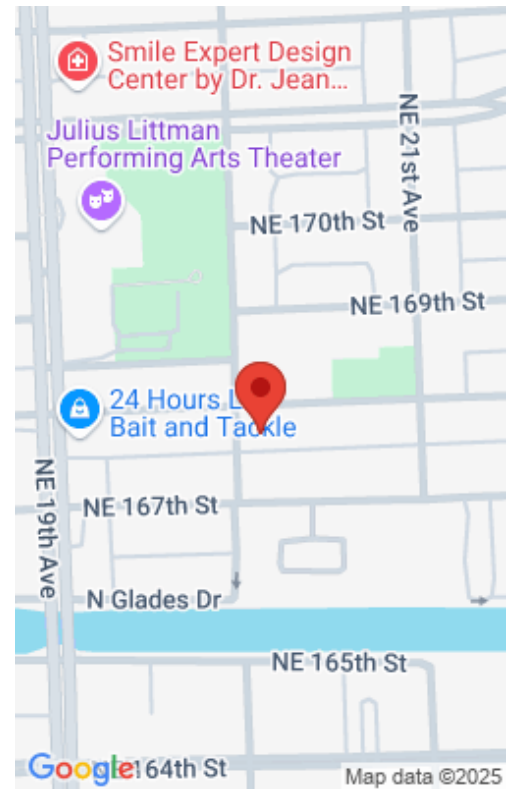 Smile Expert Design
Center by Dr. Jean...
NE 21st Ave
Julius Littman
Performing Arts Theater
NE 170th St
NE 169th St
24 Hours L
Bait and Tackle
NE 19th Ave
NE 167th St
N Glades Dr
NE 165th St
Google
164th St
Map data ©2025